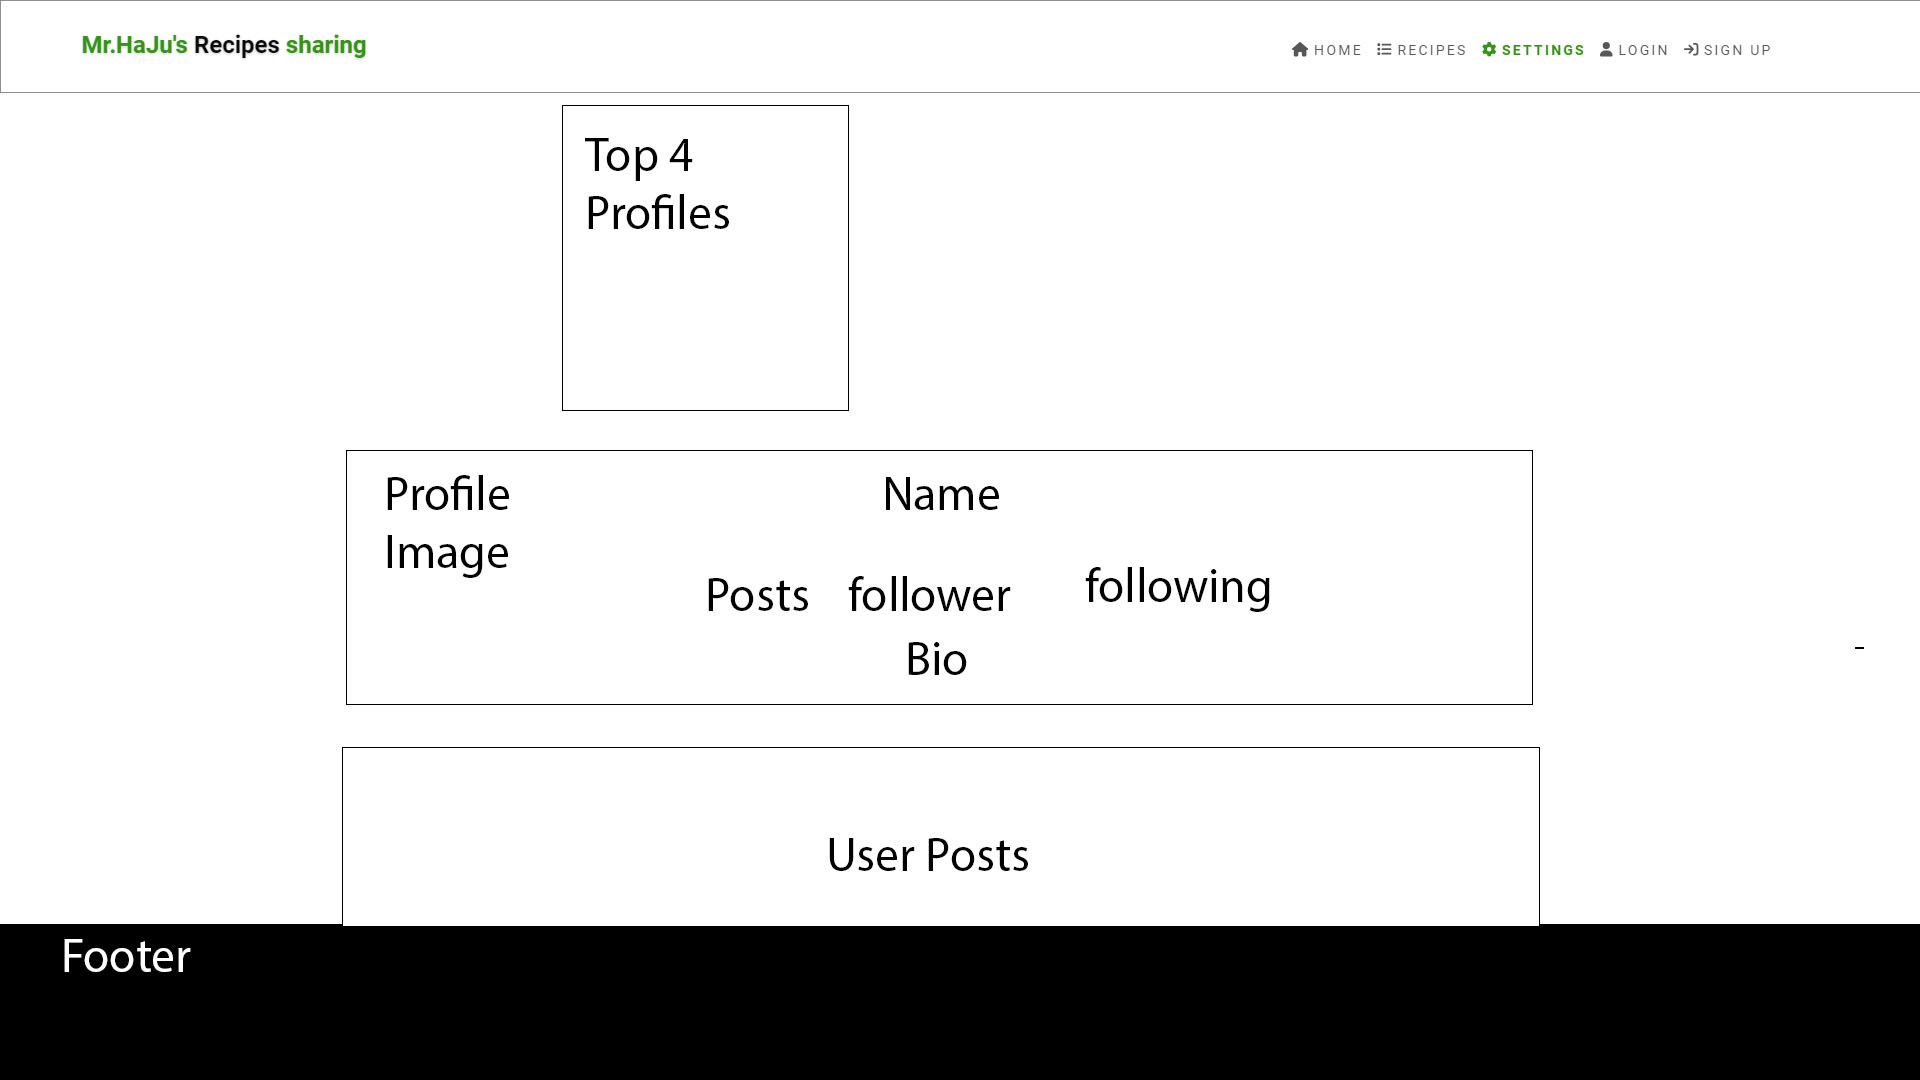 Mr.HaJu's Recipes sharing
HOME RECIPES SETTINGS LOGIN SIGN UP
Top 4
Profiles
Profile
Image
Name
Posts follower following
Bio
-
User Posts
Footer